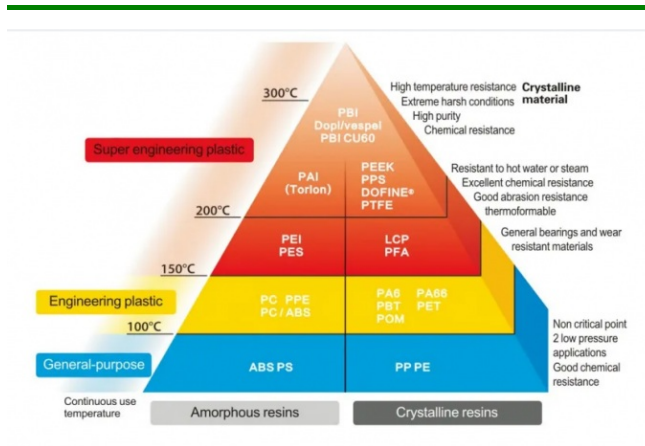 300°C
High temperature resistance
Extreme harsh conditions
High purity
Chemical resistance
Crystalline
material
PBI
Dopl/vespel
PBI CU60
Super engineering plastic
PAI
(Torlon)
PEEK
PPS
DOFINE®
PTFE
Resistant to hot water or steam
Excellent chemical resistance
Good abrasion resistance
thermoformable
200°C
PEI
PES
LCP
PFA
General bearings and wear
resistant materials
150°C
Engineering plastic
PC PPE
PC/ABS
PA6 PA66
PBT PET
POM
100°C
Non critical point
2 low pressure
applications
Good chemical
resistance
General-purpose
ABS PS
PP PE
Continuous use
temperature
Amorphous resins
Crystalline resins